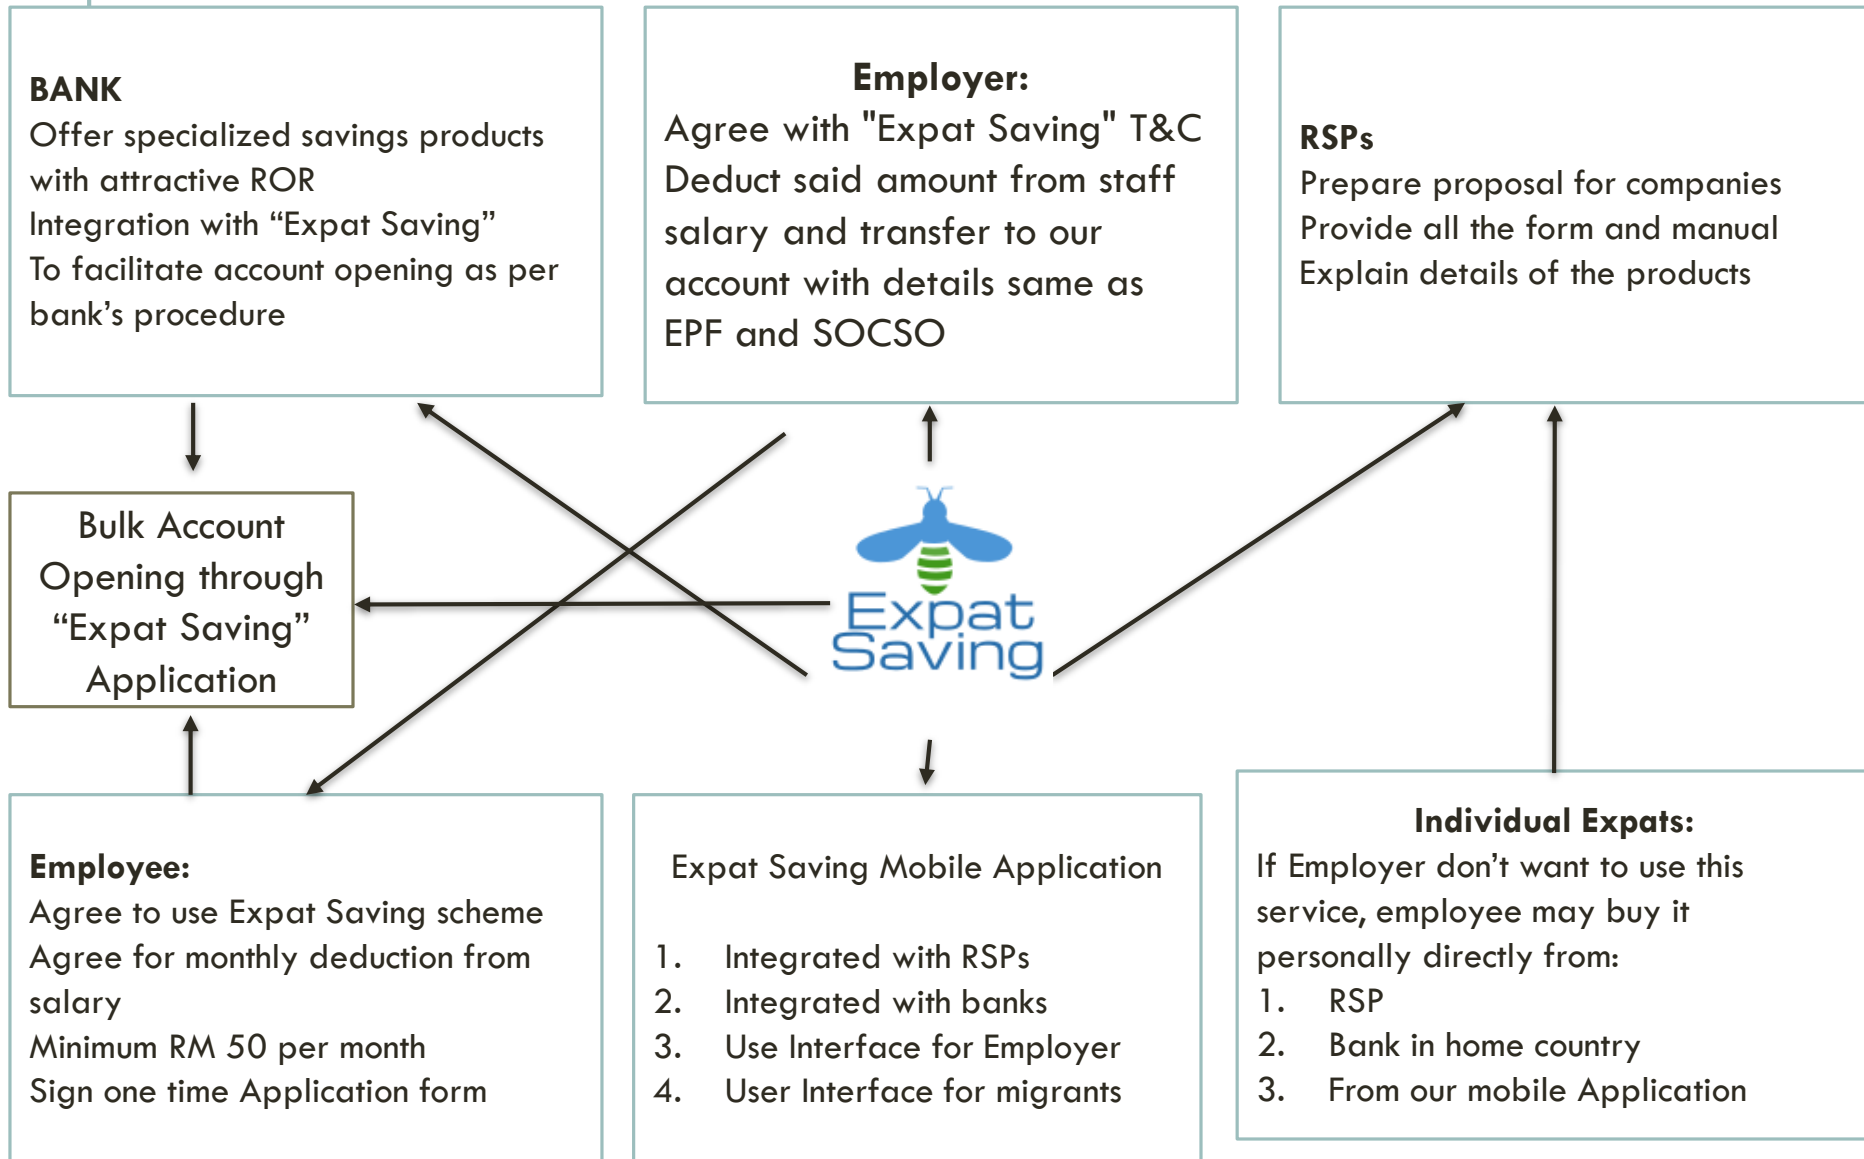 BANK
Offer specialized savings products
with attractive ROR
Integration with “Expat Saving”
To facilitate account opening as per
bank’s procedure
Employer:
Agree with "Expat Saving" T&C
Deduct said amount from staff
salary and transfer to our
account with details same as
EPF and SOCSO
RSPs
Prepare proposal for companies
Provide all the form and manual
Explain details of the products
Bulk Account
Opening through
“Expat Saving”
Application
Expat
Saving
Employee:
Agree to use Expat Saving scheme
Agree for monthly deduction from
salary
Minimum RM 50 per month
Sign one time Application form
Expat Saving Mobile Application
1. Integrated with RSPs
2. Integrated with banks
3. Use Interface for Employer
4. User Interface for migrants
Individual Expats:
If Employer don’t want to use this
service, employee may buy it
personally directly from:
1. RSP
2. Bank in home country
3. From our mobile Application